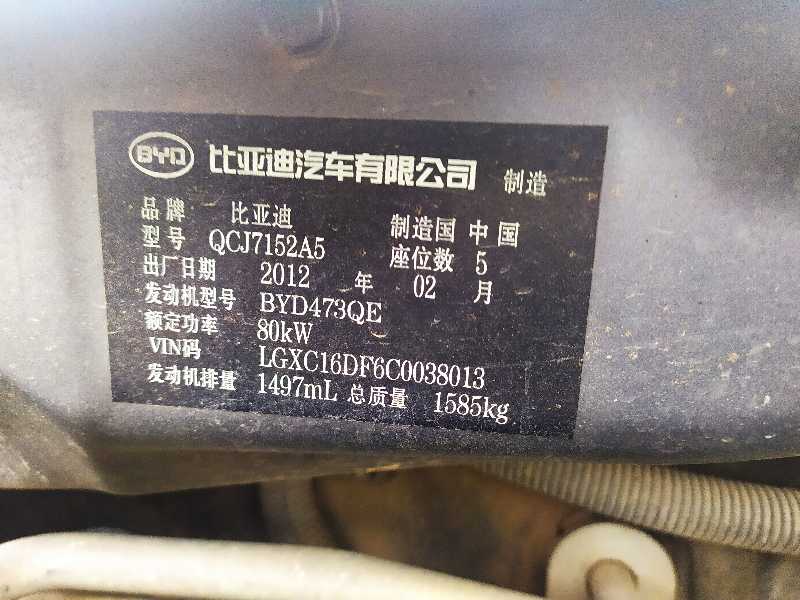 BYD 比亚迪汽车有限公司 制造
品牌 比亚迪 制造国 中国
型号 QCJ7152A5 座位数 5
出厂日期 2012 年 02 月
发动机型号 BYD473QE
额定功率 80kW
VIN码 LGXC16DF6C0038013
发动机排量 1497mL 总质量 1585kg